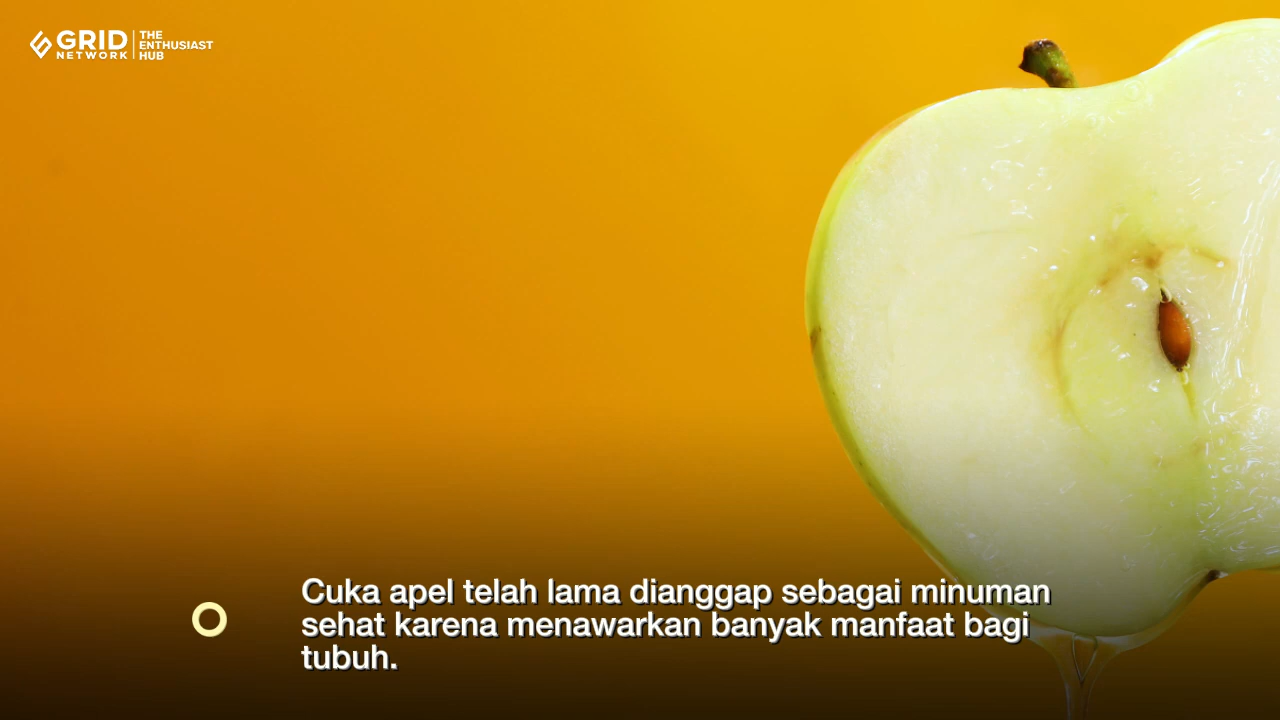 GRID
NETWORK
THE
ENTHUSIAST
HUB
Cuka apel telah lama dianggap sebagai minuman
sehat karena menawarkan banyak manfaat bagi
tubuh.